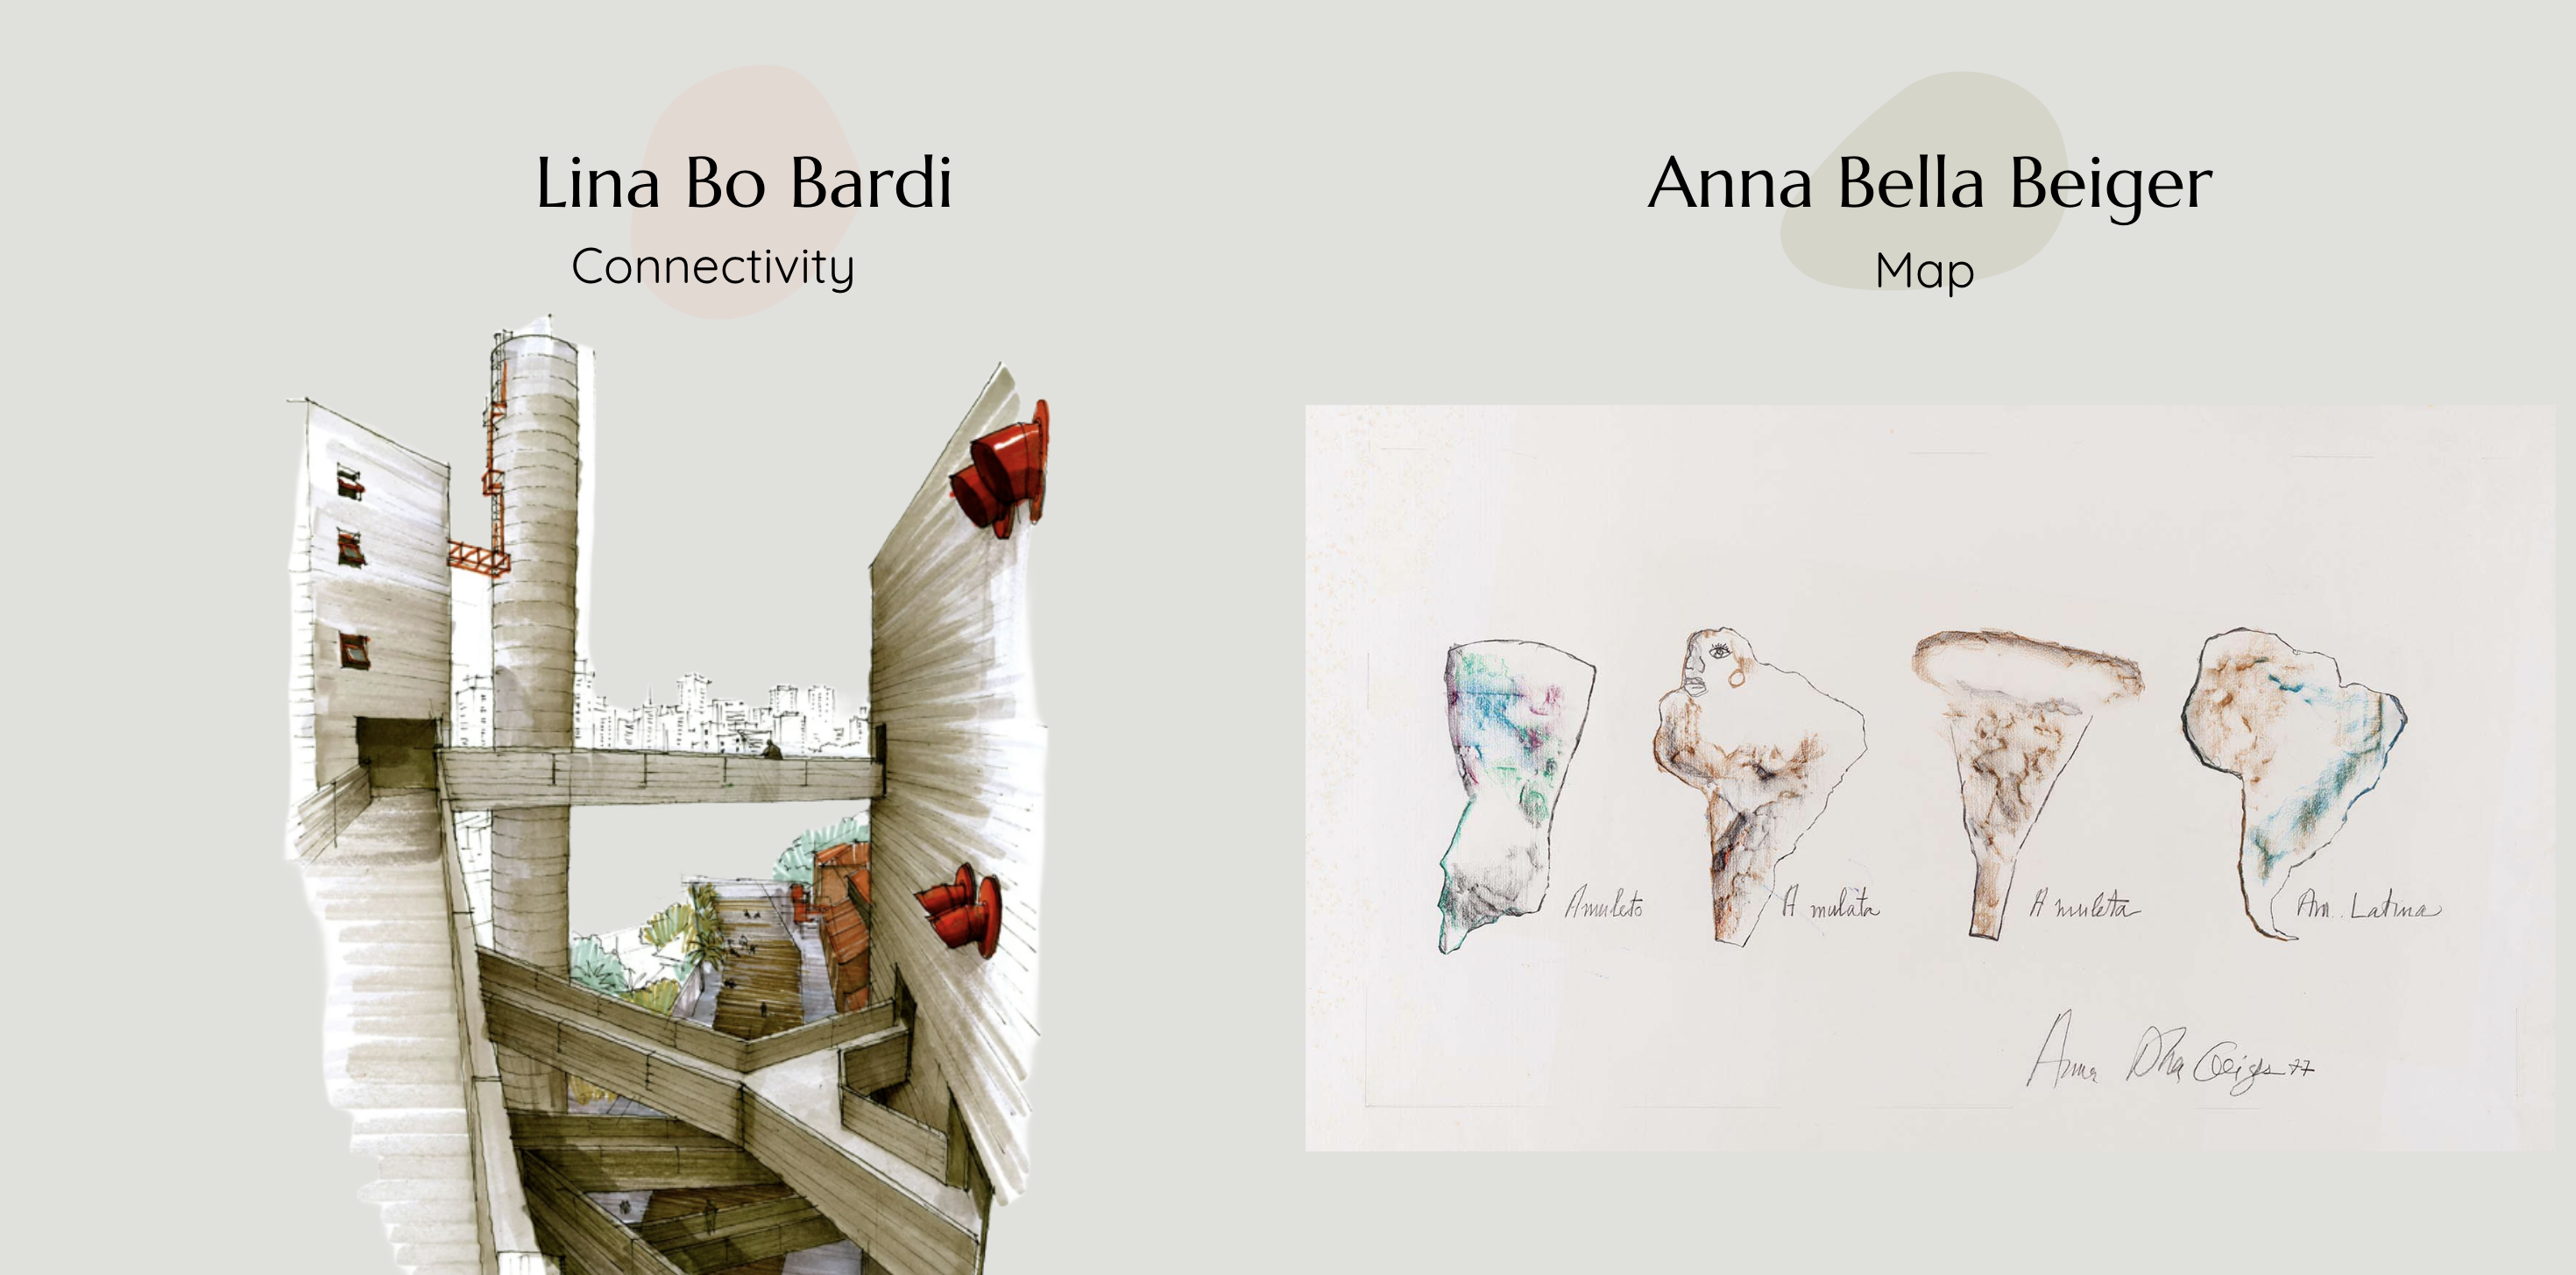 Lina Bo Bardi
Connectivity
Anna Bella Beiger
Map
Amuleto
A mulata
A muleta
Am. Latina
Anna Bella Geiger 77